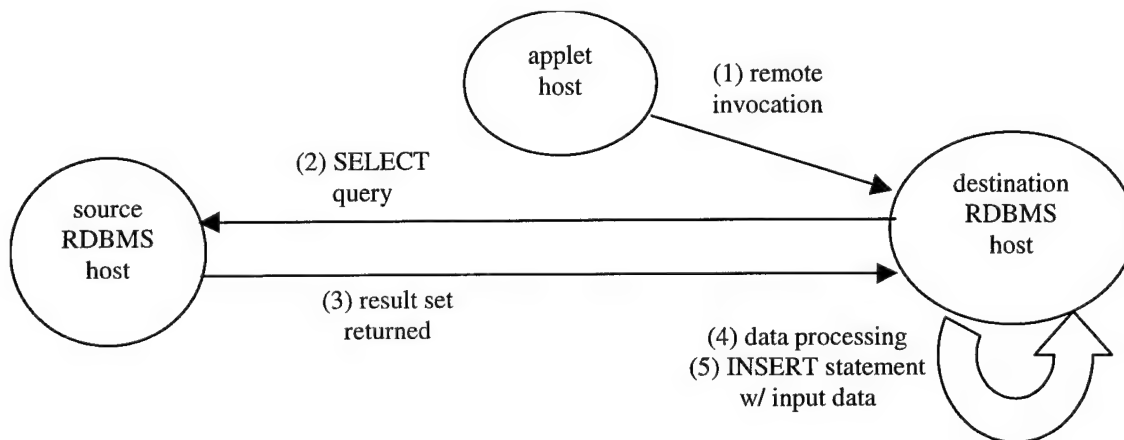 applet
host
(1) remote
invocation
(2) SELECT
query
source
RDBMS
host
destination
RDBMS
host
(3) result set
returned
(4) data processing
(5) INSERT statement
w/ input data